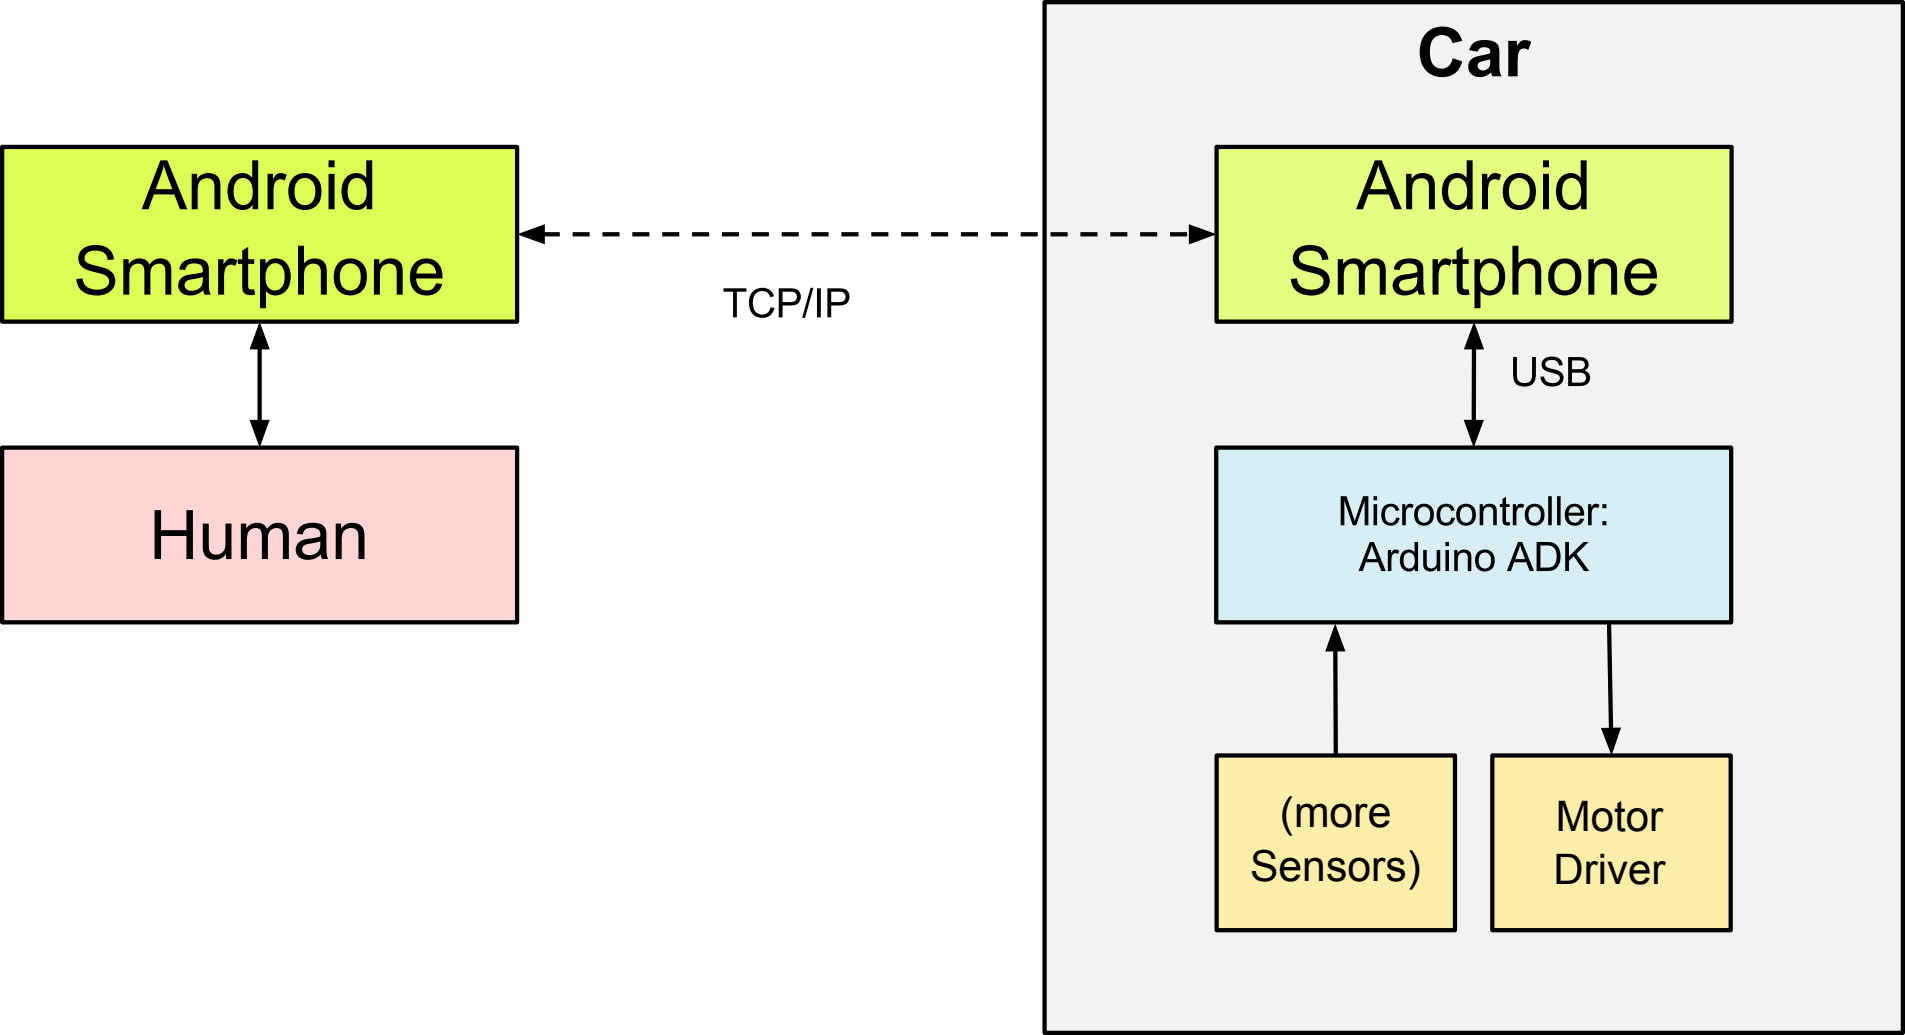 Car
Android
Smartphone
TCP/IP
Android
Smartphone
USB
Human
Microcontroller:
Arduino ADK
(more
Sensors)
Motor
Driver